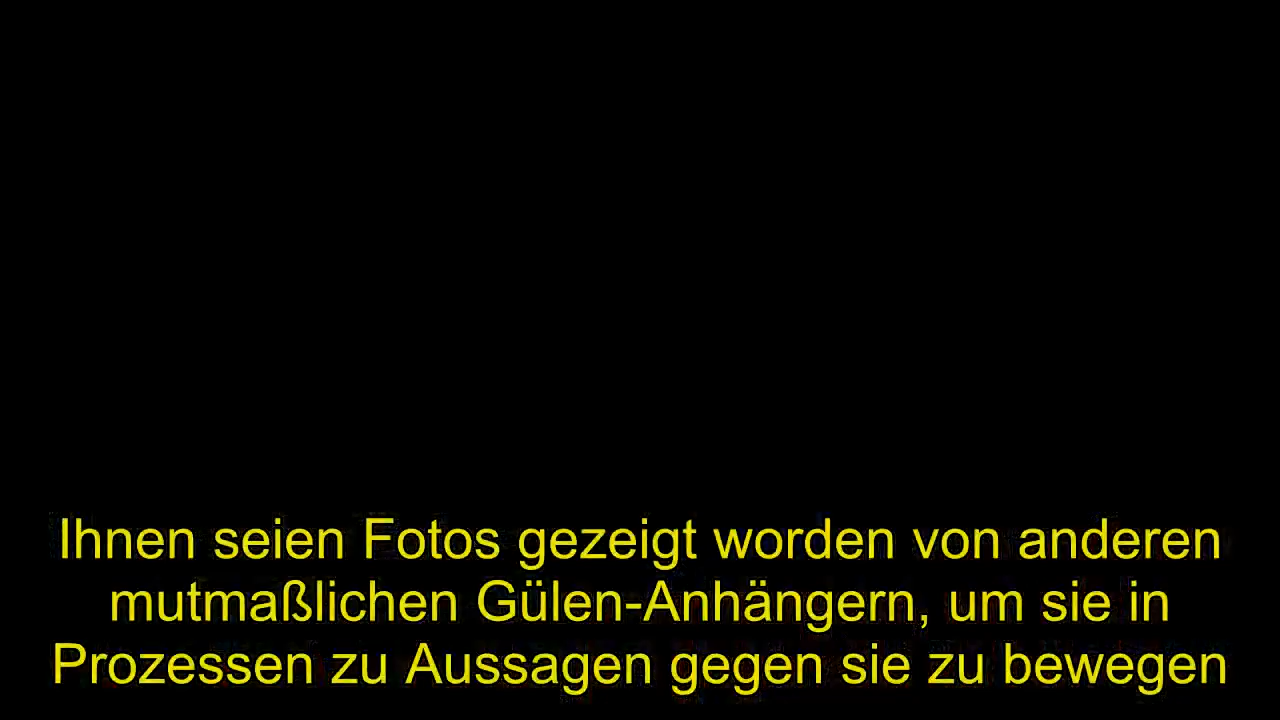 Ihnen seien Fotos gezeigt worden von anderen
mutmaßlichen Gülen-Anhängern, um sie in
Prozessen zu Aussagen gegen sie zu bewegen